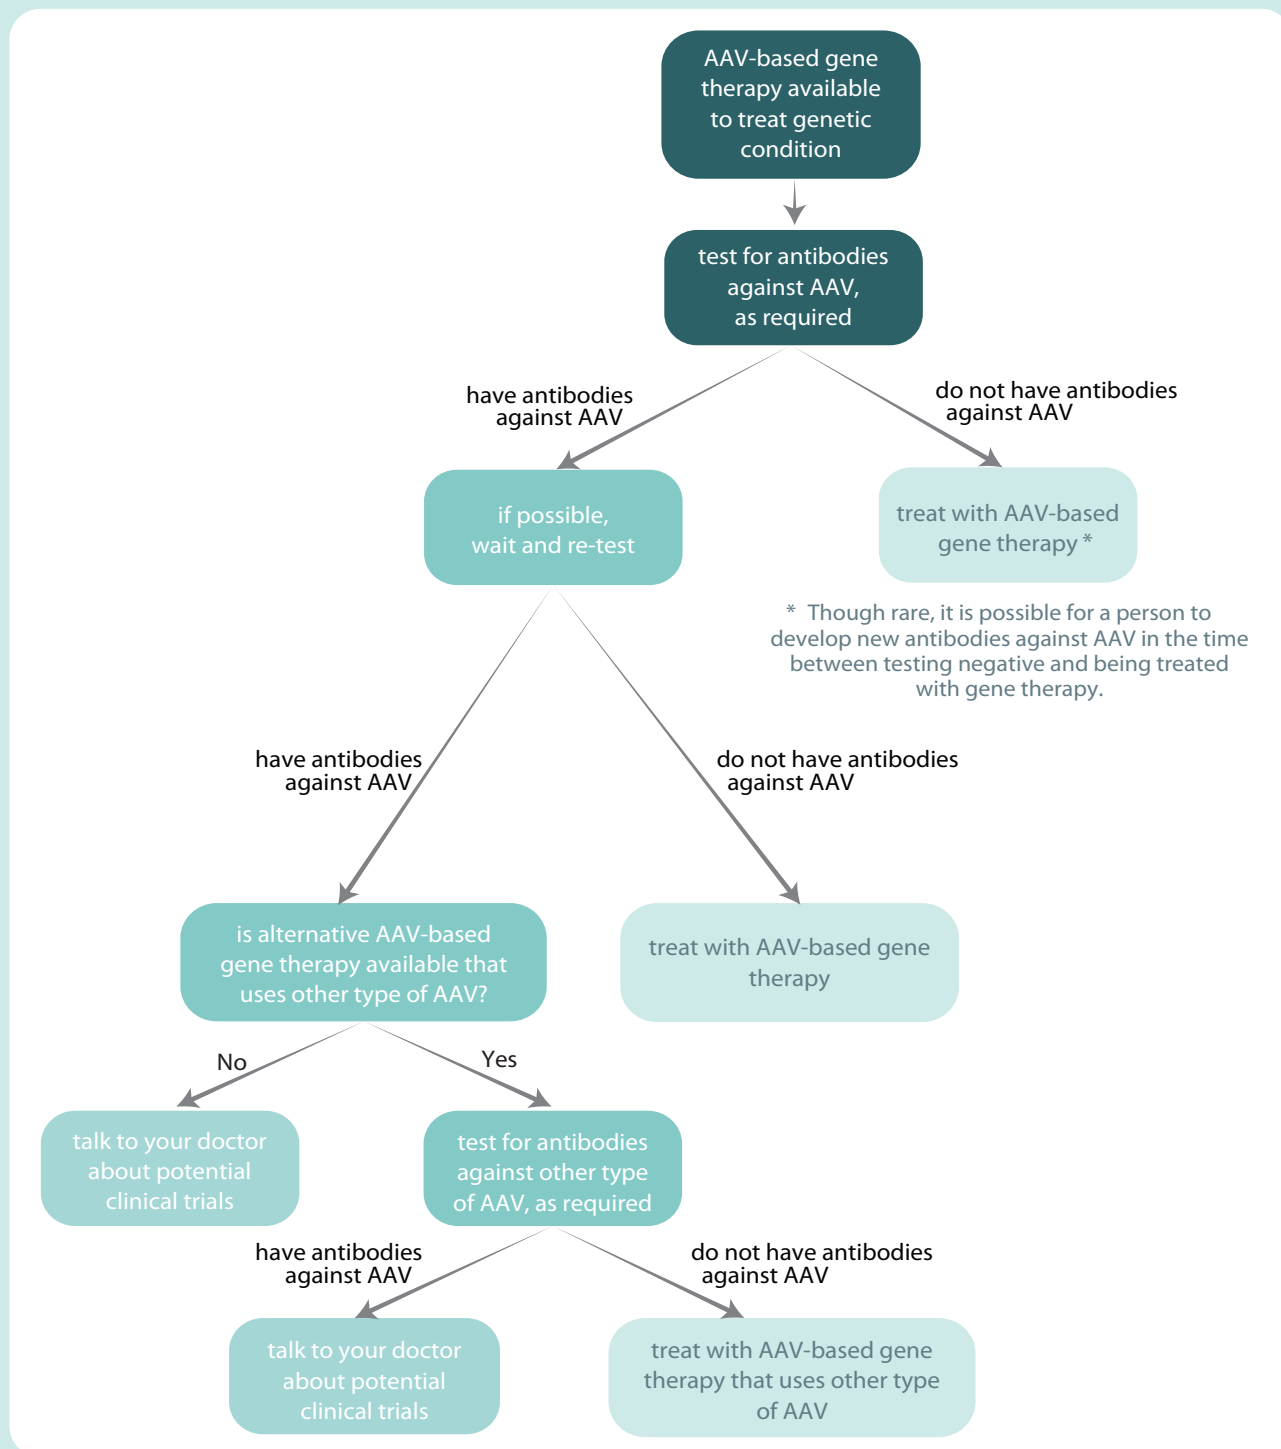 AAV-based gene
therapy available
to treat genetic
condition
test for antibodies
against AAV,
as required
have antibodies
against AAV
do not have antibodies
against AAV
if possible,
wait and re-test
treat with AAV-based
gene therapy *
* Though rare, it is possible for a person to
develop new antibodies against AAV in the time
between testing negative and being treated
with gene therapy.
have antibodies
against AAV
do not have antibodies
against AAV
is alternative AAV-based
gene therapy available that
uses other type of AAV?
treat with AAV-based gene
therapy
No
Yes
talk to your doctor
about potential
clinical trials
test for antibodies
against other type
of AAV, as required
have antibodies
against AAV
do not have antibodies
against AAV
talk to your doctor
about potential
clinical trials
treat with AAV-based gene
therapy that uses other type
of AAV